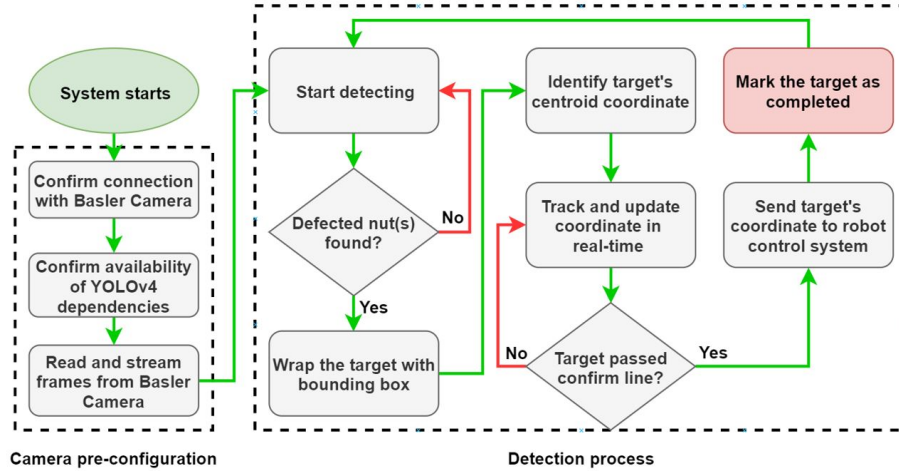 System starts
Confirm connection
with Basler Camera
Confirm availability
of YOLOv4
dependencies
Read and stream
frames from Basler
Camera
Camera pre-configuration
Start detecting
Defected nut(s)
found?
No
Yes
Wrap the target with
bounding box
Identify target's
centroid coordinate
Track and update
coordinate in
real-time
Target passed
confirm line?
No
Yes
Send target's
coordinate to robot
control system
Mark the target as
completed
Detection process